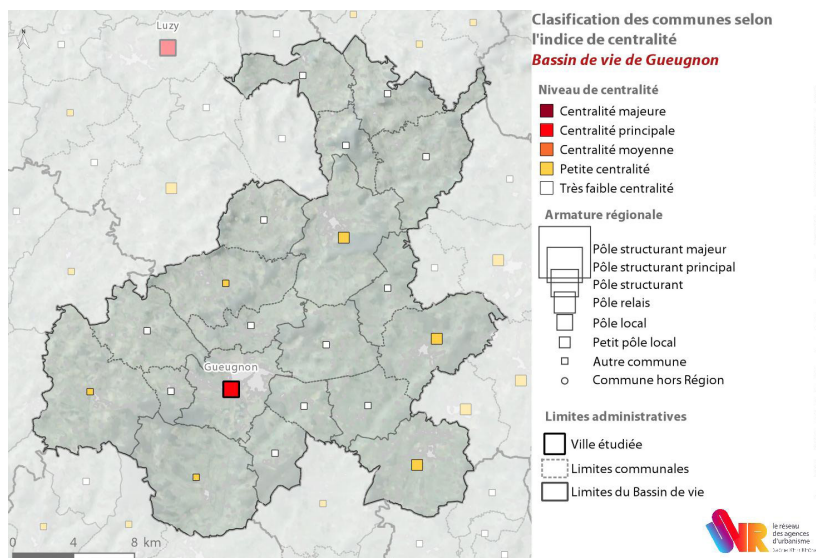 Clasification des communes selon
l'indice de centralité
Bassin de vie de Gueugnon
Niveau de centralité
Centralité majeure
Centralité principale
Centralité moyenne
Petite centralité
Très faible centralité
Armature régionale
Pôle structurant majeur
Pôle structurant principal
Pôle structurant
Pôle relais
Pôle local
Petit pôle local
Autre commune
Commune hors Région
Limites administratives
Ville étudiée
Limites communales
Limites du Bassin de vie
Luzy
N
Gueugnon
0 4 8 km
le réseau
des agences
d'urbanisme